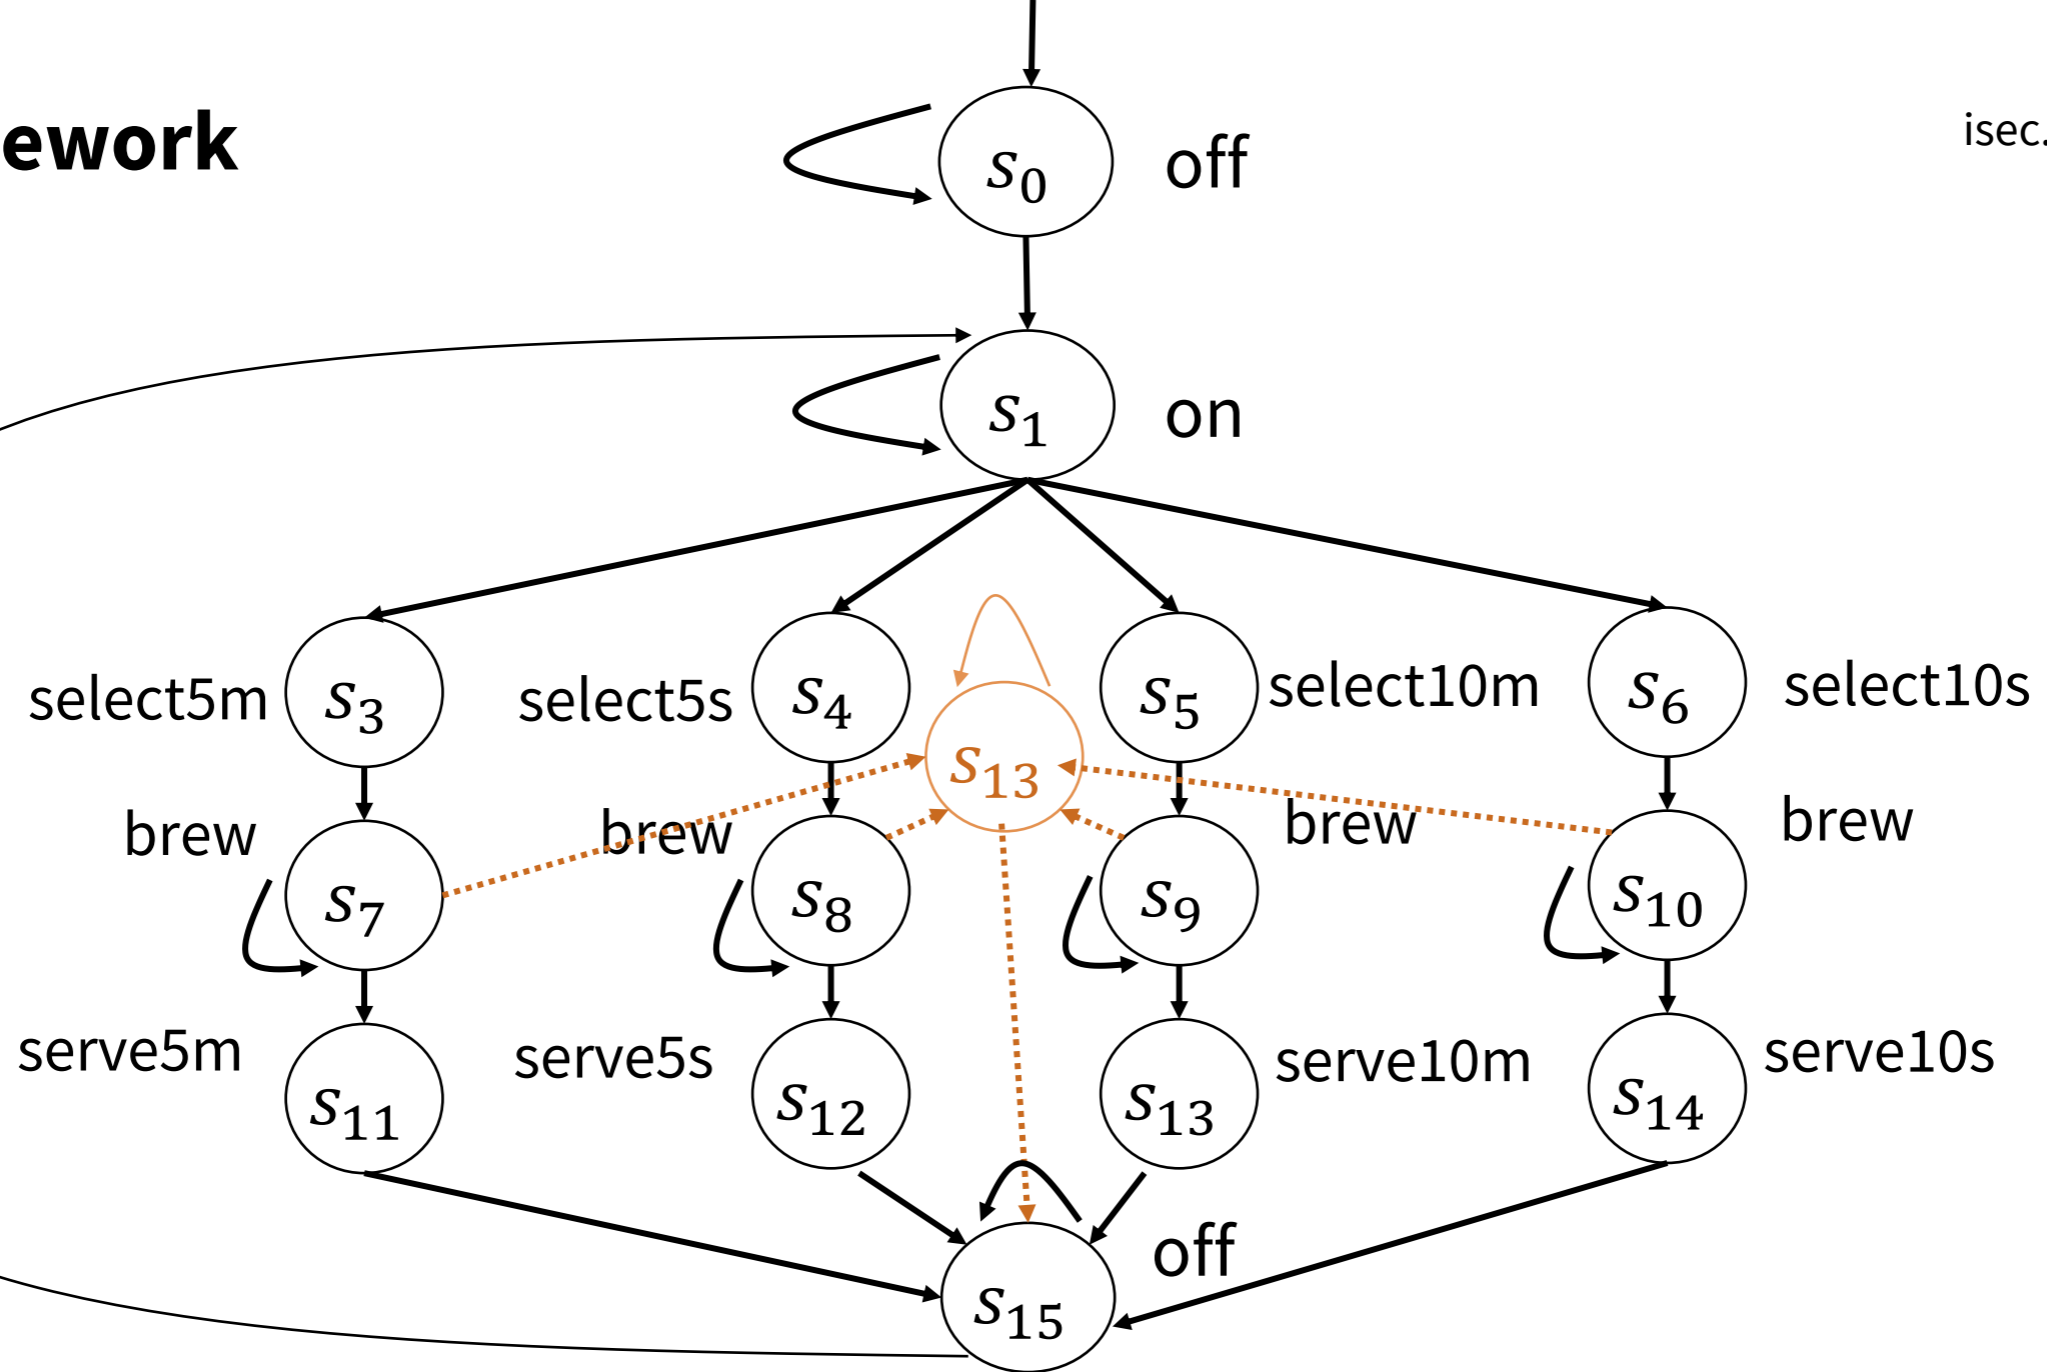 ework
isec.
s₀ off
s₁ on
select5m s₃ select5s s₄ s₅ select10m s₆ select10s
s₁₃
brew brew brew brew
s₇ s₈ s₉ s₁₀
serve5m serve5s serve10m serve10s
s₁₁ s₁₂ s₁₃ s₁₄
off
s₁₅